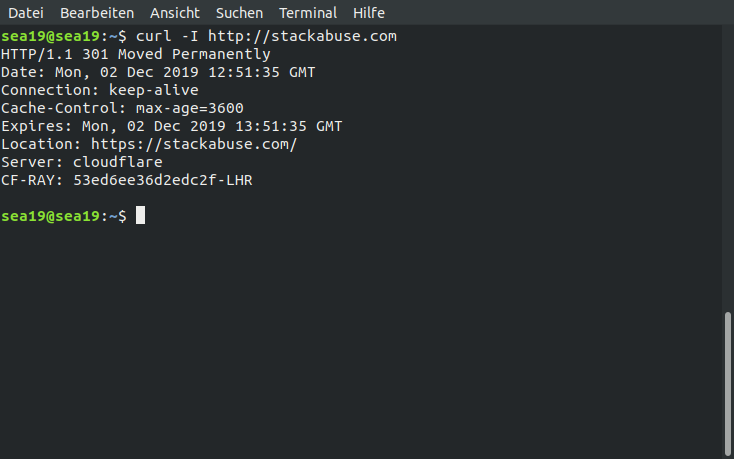 Datei Bearbeiten Ansicht Suchen Terminal Hilfe
sea19@sea19:~$ curl -I http://stackabuse.com
HTTP/1.1 301 Moved Permanently
Date: Mon, 02 Dec 2019 12:51:35 GMT
Connection: keep-alive
Cache-Control: max-age=3600
Expires: Mon, 02 Dec 2019 13:51:35 GMT
Location: https://stackabuse.com/
Server: cloudflare
CF-RAY: 53ed6ee36d2edc2f-LHR
sea19@sea19:~$